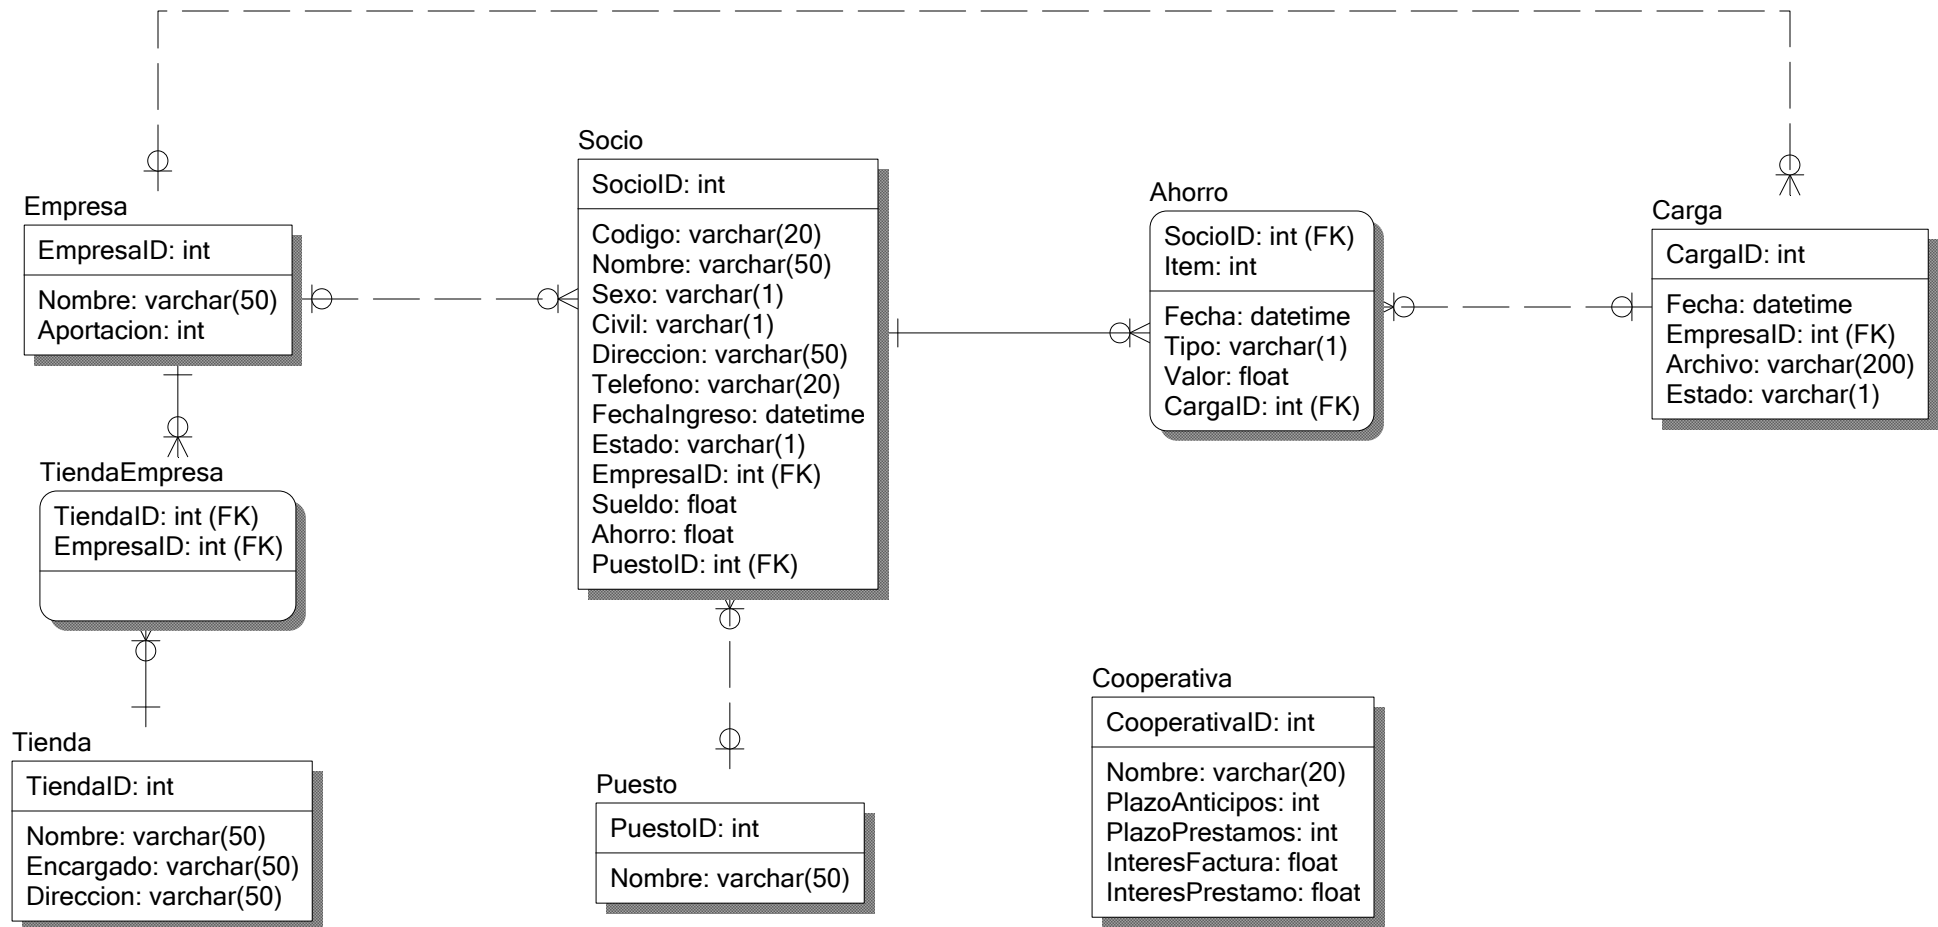 Empresa
EmpresaID: int
Nombre: varchar(50)
Aportacion: int
TiendaEmpresa
TiendaID: int (FK)
EmpresaID: int (FK)
Tienda
TiendaID: int
Nombre: varchar(50)
Encargado: varchar(50)
Direccion: varchar(50)
Socio
SocioID: int
Codigo: varchar(20)
Nombre: varchar(50)
Sexo: varchar(1)
Civil: varchar(1)
Direccion: varchar(50)
Telefono: varchar(20)
FechaIngreso: datetime
Estado: varchar(1)
EmpresaID: int (FK)
Sueldo: float
Ahorro: float
PuestoID: int (FK)
Puesto
PuestoID: int
Nombre: varchar(50)
Ahorro
SocioID: int (FK)
Item: int
Fecha: datetime
Tipo: varchar(1)
Valor: float
CargaID: int (FK)
Carga
CargaID: int
Fecha: datetime
EmpresaID: int (FK)
Archivo: varchar(200)
Estado: varchar(1)
Cooperativa
CooperativaID: int
Nombre: varchar(20)
PlazoAnticipos: int
PlazoPrestamos: int
InteresFactura: float
InteresPrestamo: float